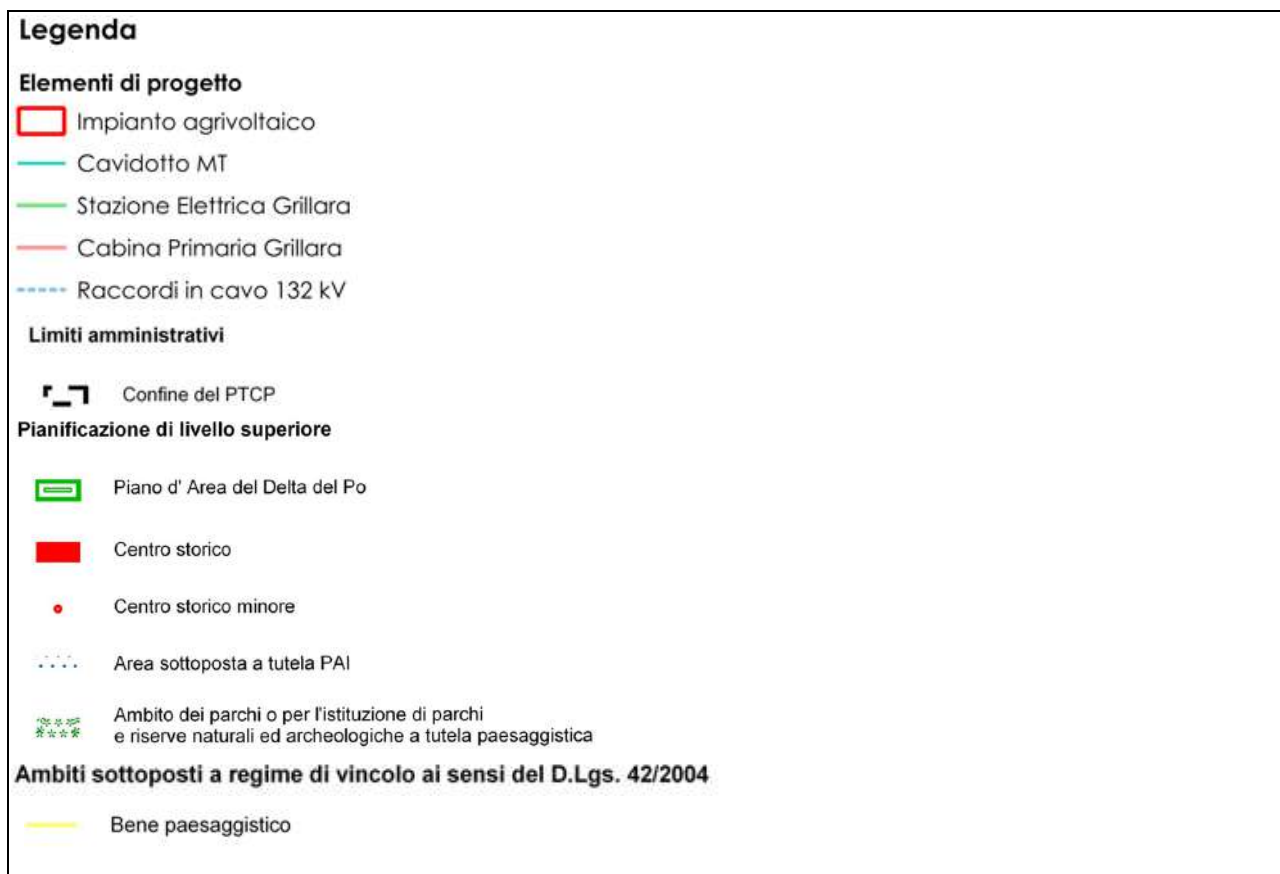 Legenda
Elementi di progetto
Impianto agrivoltaico
Cavidotto MT
Stazione Elettrica Grillara
Cabina Primaria Grillara
Raccordi in cavo 132 kV
Limiti amministrativi
Confine del PTCP
Pianificazione di livello superiore
Piano d' Area del Delta del Po
Centro storico
Centro storico minore
Area sottoposta a tutela PAI
Ambito dei parchi o per l'istituzione di parchi
e riserve naturali ed archeologiche a tutela paesaggistica
Ambiti sottoposti a regime di vincolo ai sensi del D.Lgs. 42/2004
Bene paesaggistico